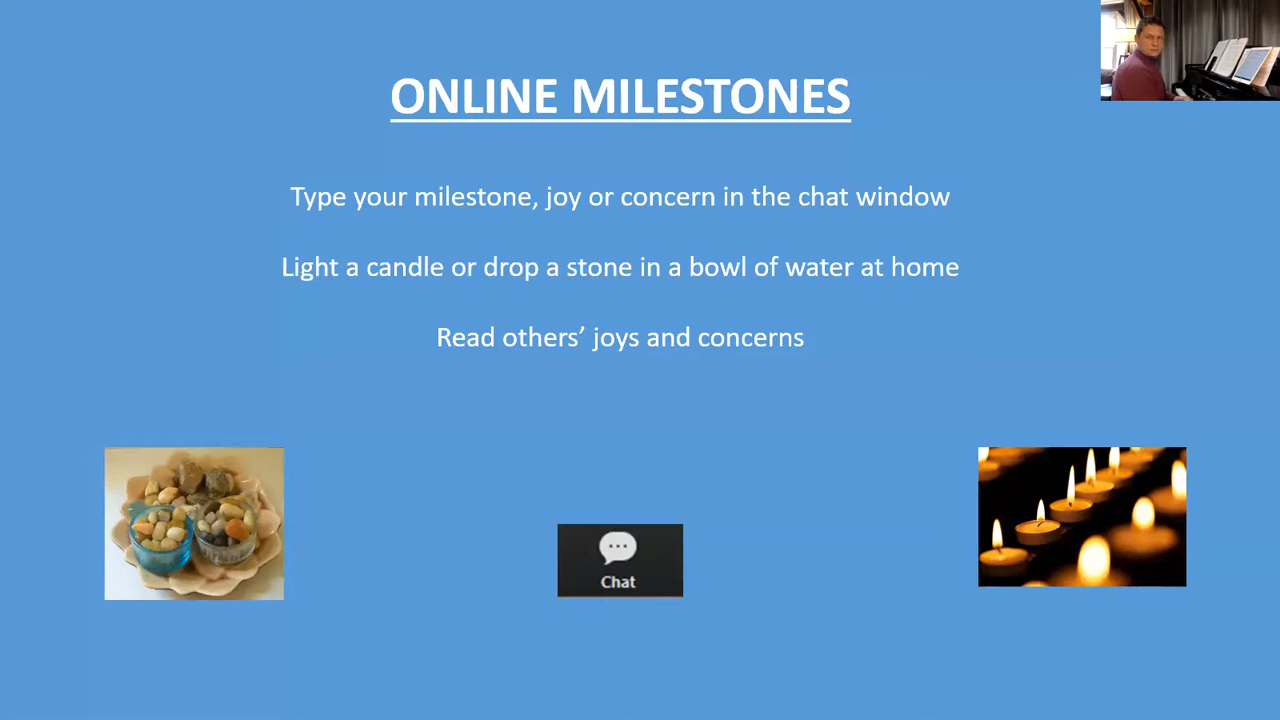 ONLINE MILESTONES
Type your milestone, joy or concern in the chat window
Light a candle or drop a stone in a bowl of water at home
Read others’ joys and concerns
Chat